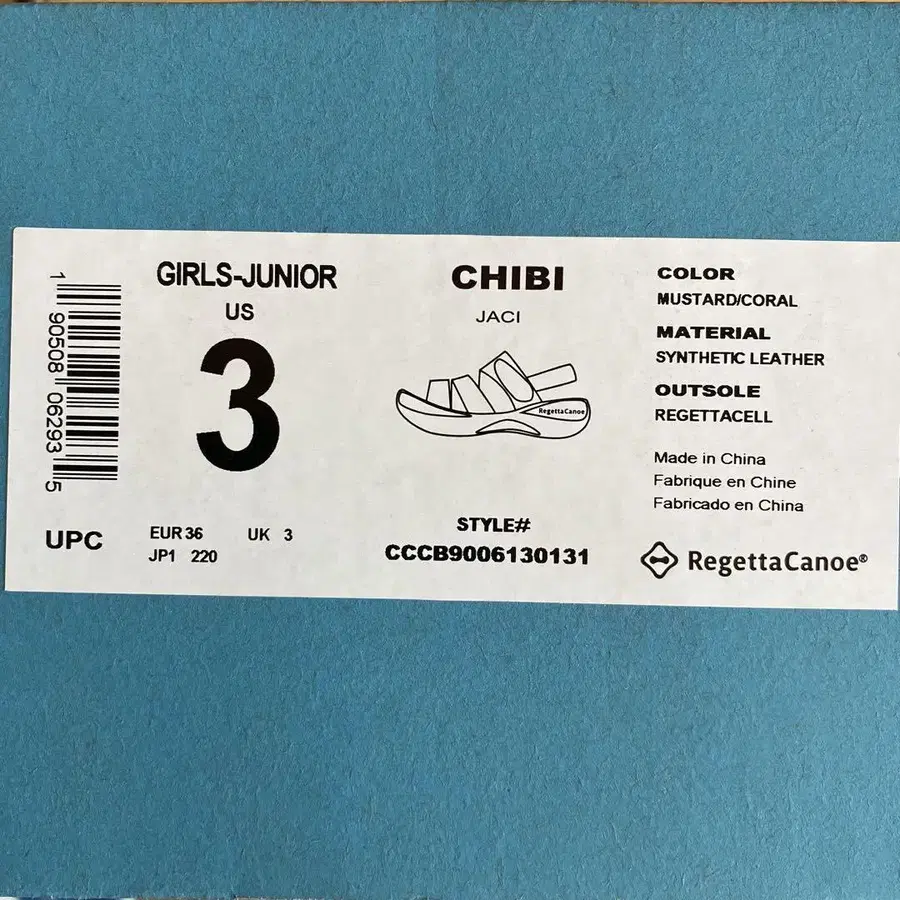 1 90508 06293 5
UPC
GIRLS-JUNIOR
US
3
EUR 36 UK 3
JP1 220
CHIBI
JACI
RegettaCanoe
STYLE#
CCCB9006130131
COLOR
MUSTARD/CORAL
MATERIAL
SYNTHETIC LEATHER
OUTSOLE
REGETTACELL
Made in China
Fabrique en Chine
Fabricado en China
RegettaCanoe®